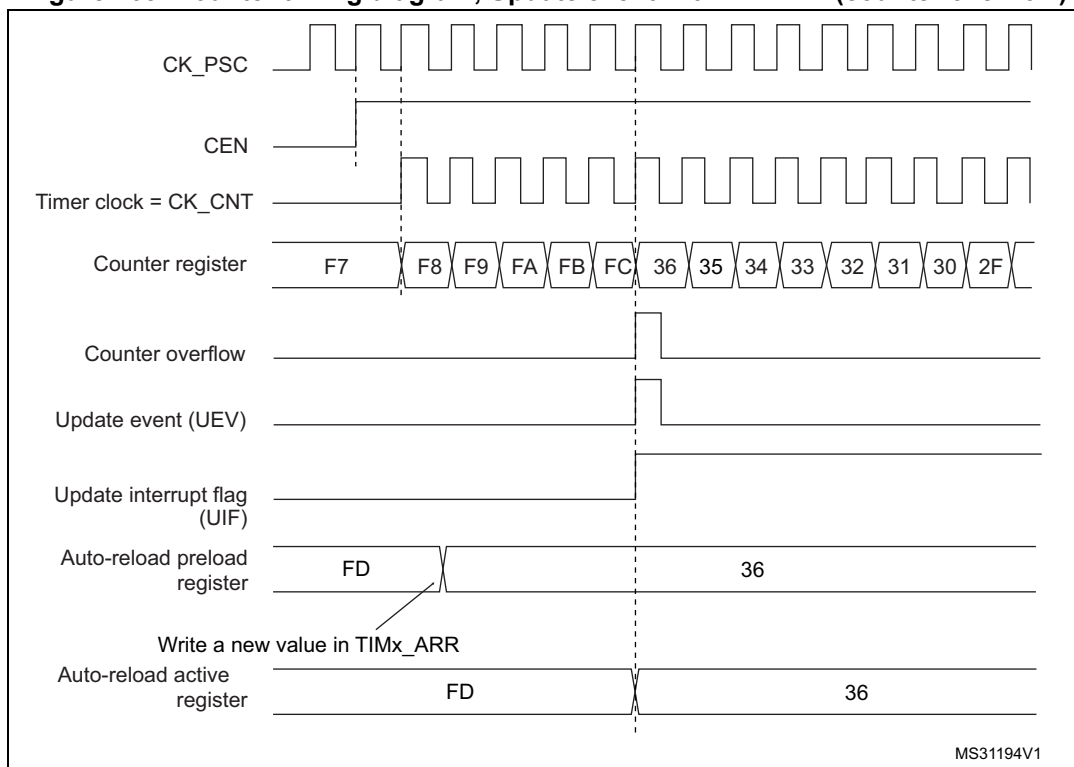 CK_PSC
CEN
Timer clock = CK_CNT
Counter register F7 F8 F9 FA FB FC 36 35 34 33 32 31 30 2F
Counter overflow
Update event (UEV)
Update interrupt flag
(UIF)
Auto-reload preload
register
FD 36
Write a new value in TIMx_ARR
Auto-reload active
register
FD 36
MS31194V1